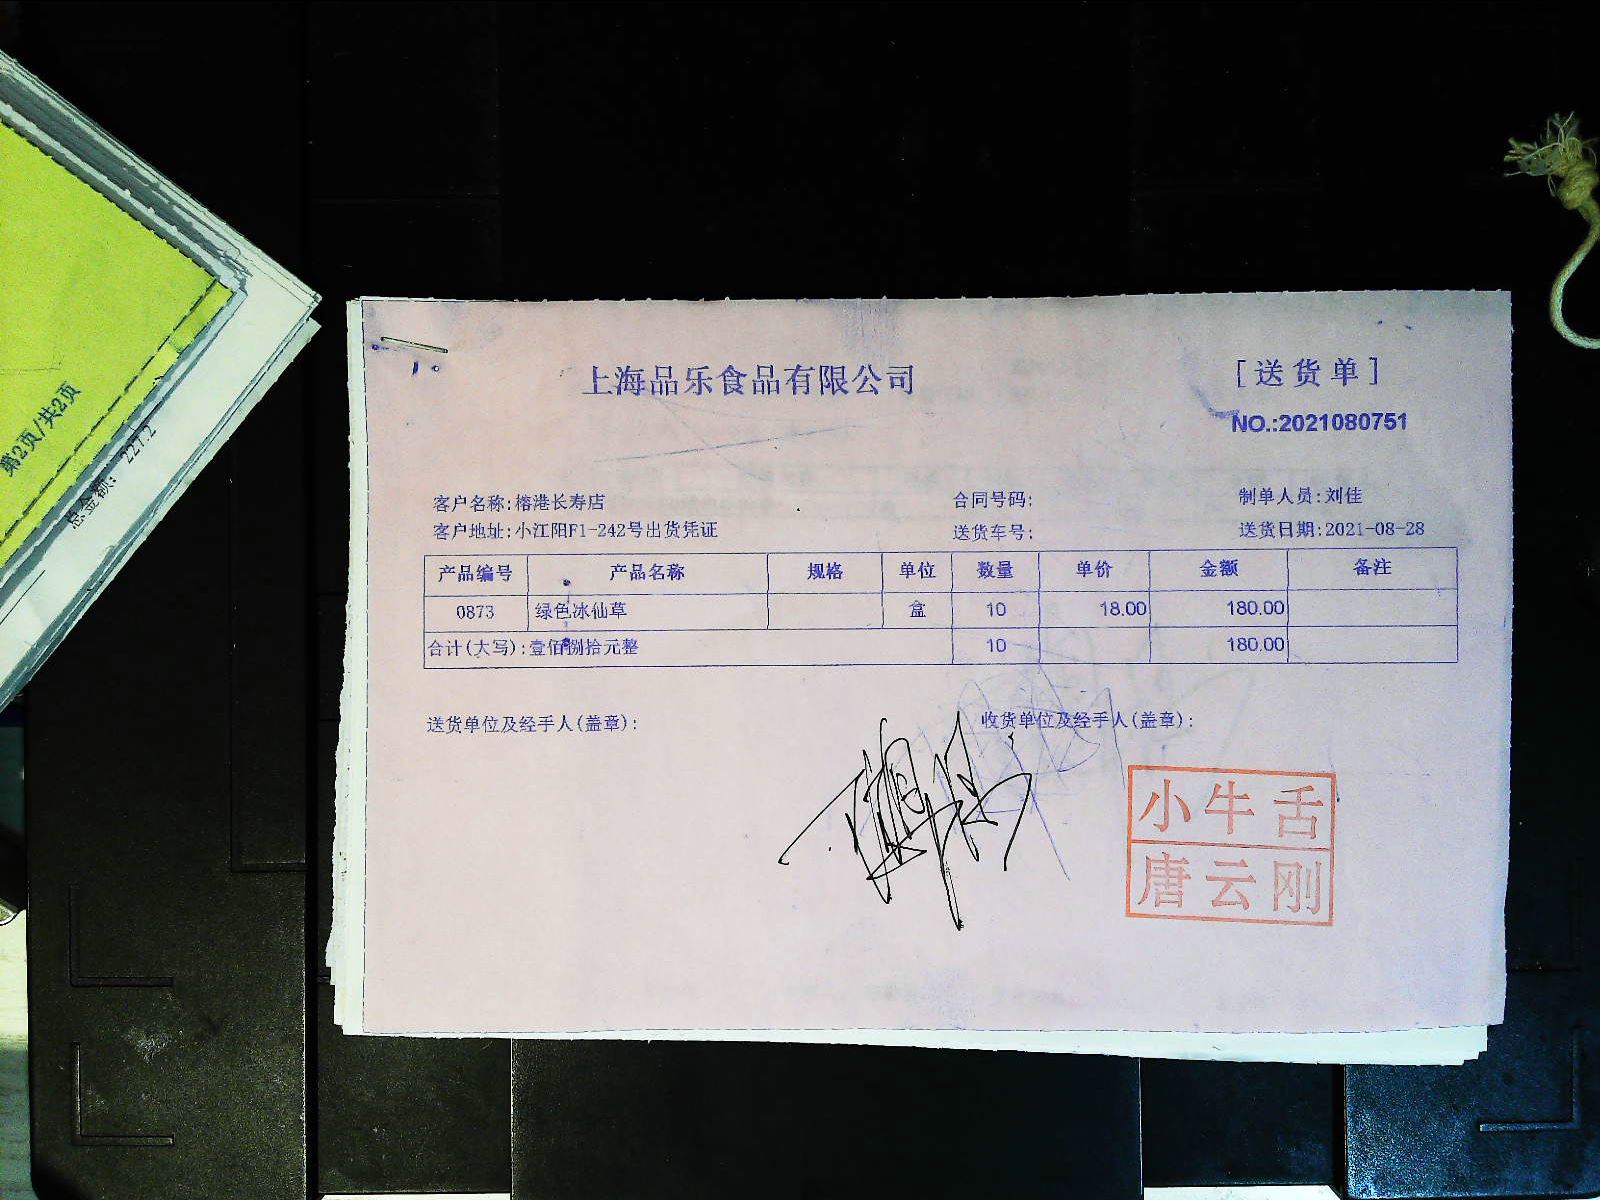 第2页/共2页
总金额: 227.2
上海品乐食品有限公司
[送货单]
NO.:2021080751
客户名称:榕港长寿店 合同号码: 制单人员:刘佳
客户地址:小江阳F1-242号出货凭证 送货车号: 送货日期:2021-08-28
产品编号 产品名称 规格 单位 数量 单价 金额 备注
0873 绿色冰仙草 盒 10 18.00 180.00
合计(大写):壹佰捌拾元整 10 180.00
送货单位及经手人(盖章): 收货单位及经手人(盖章):
小牛舌
唐云刚